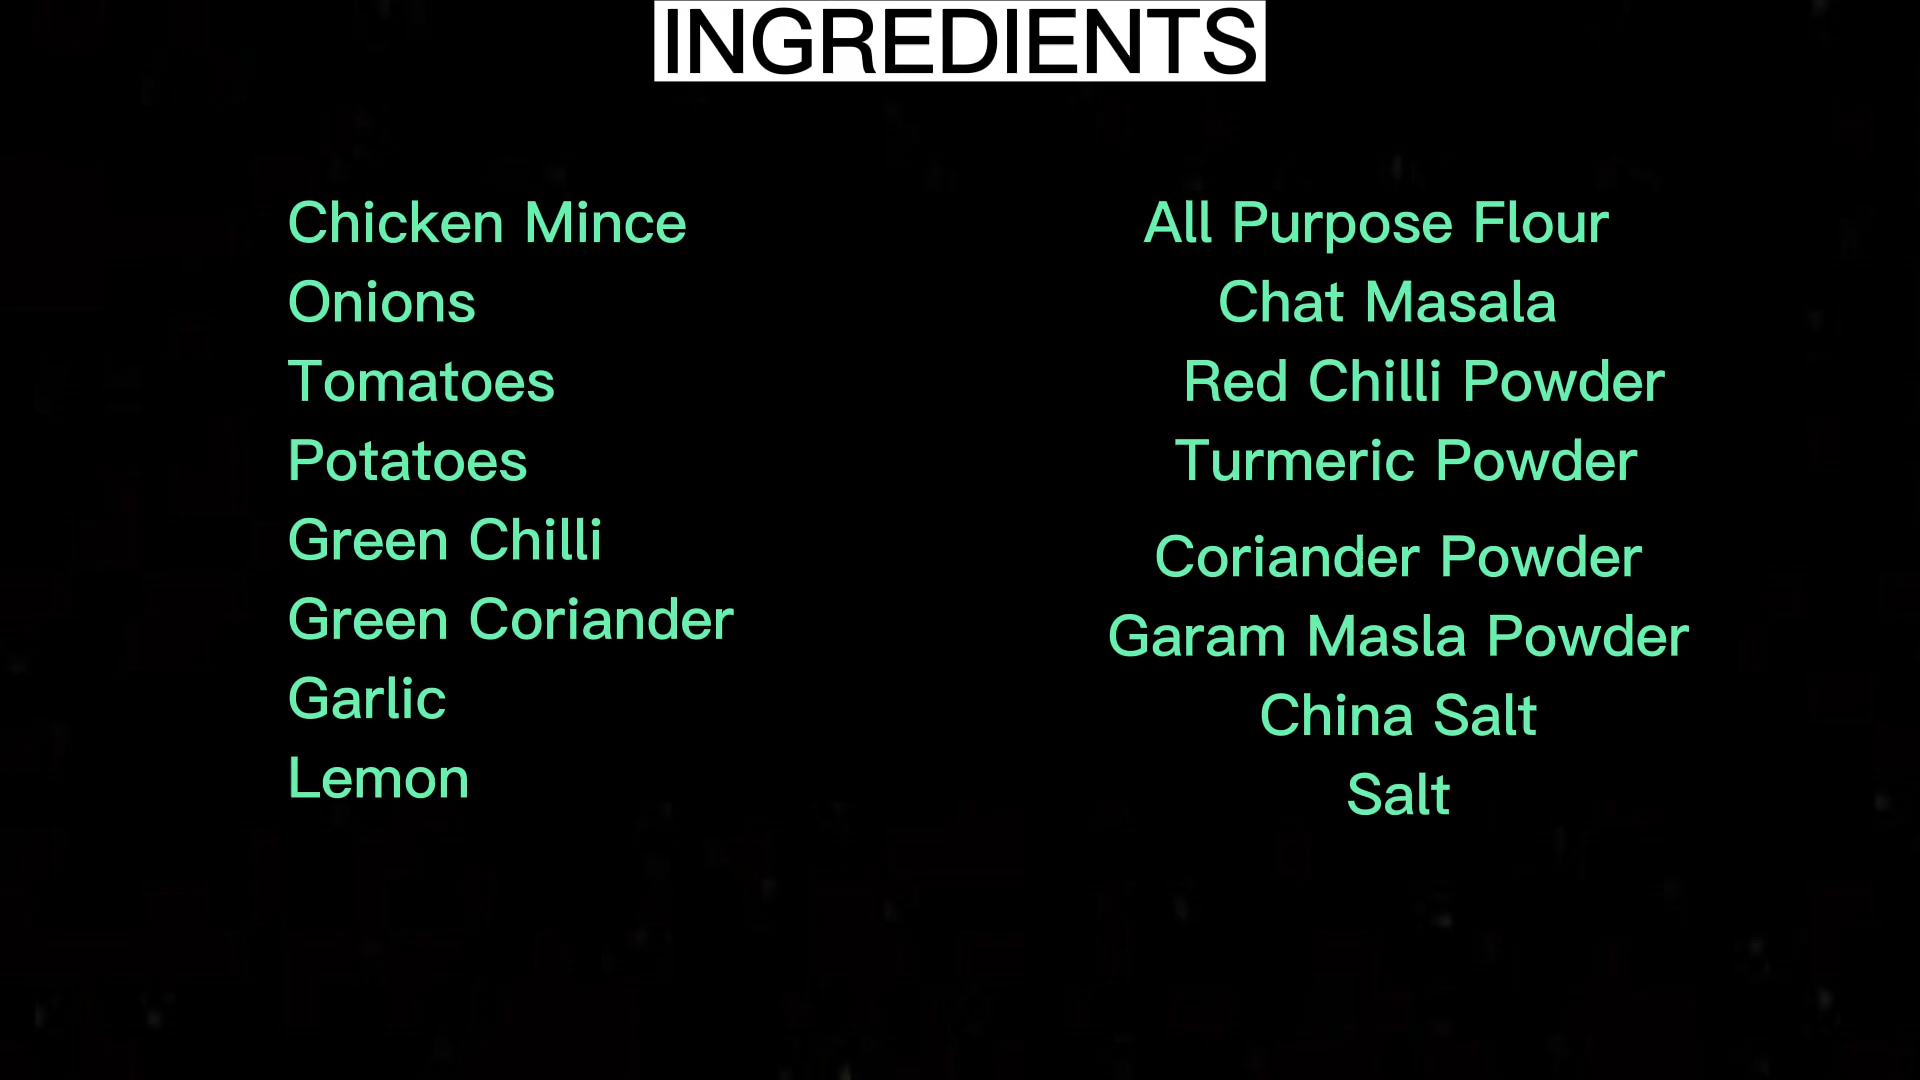 INGREDIENTS
Chicken Mince
Onions
Tomatoes
Potatoes
Green Chilli
Green Coriander
Garlic
Lemon
All Purpose Flour
Chat Masala
Red Chilli Powder
Turmeric Powder
Coriander Powder
Garam Masla Powder
China Salt
Salt